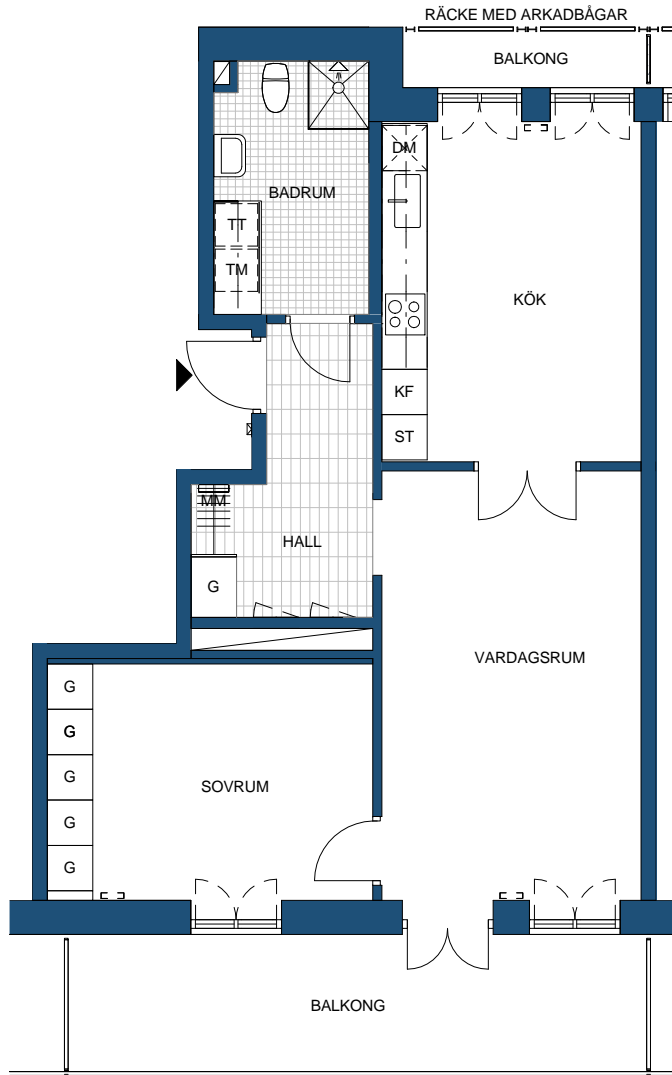 RÄCKE MED ARKADBÅGAR
BALKONG
DM
BADRUM
TT
TM
KÖK
KF
ST
MM
HALL
G
VARDAGSRUM
G
G
SOVRUM
G
G
G
BALKONG